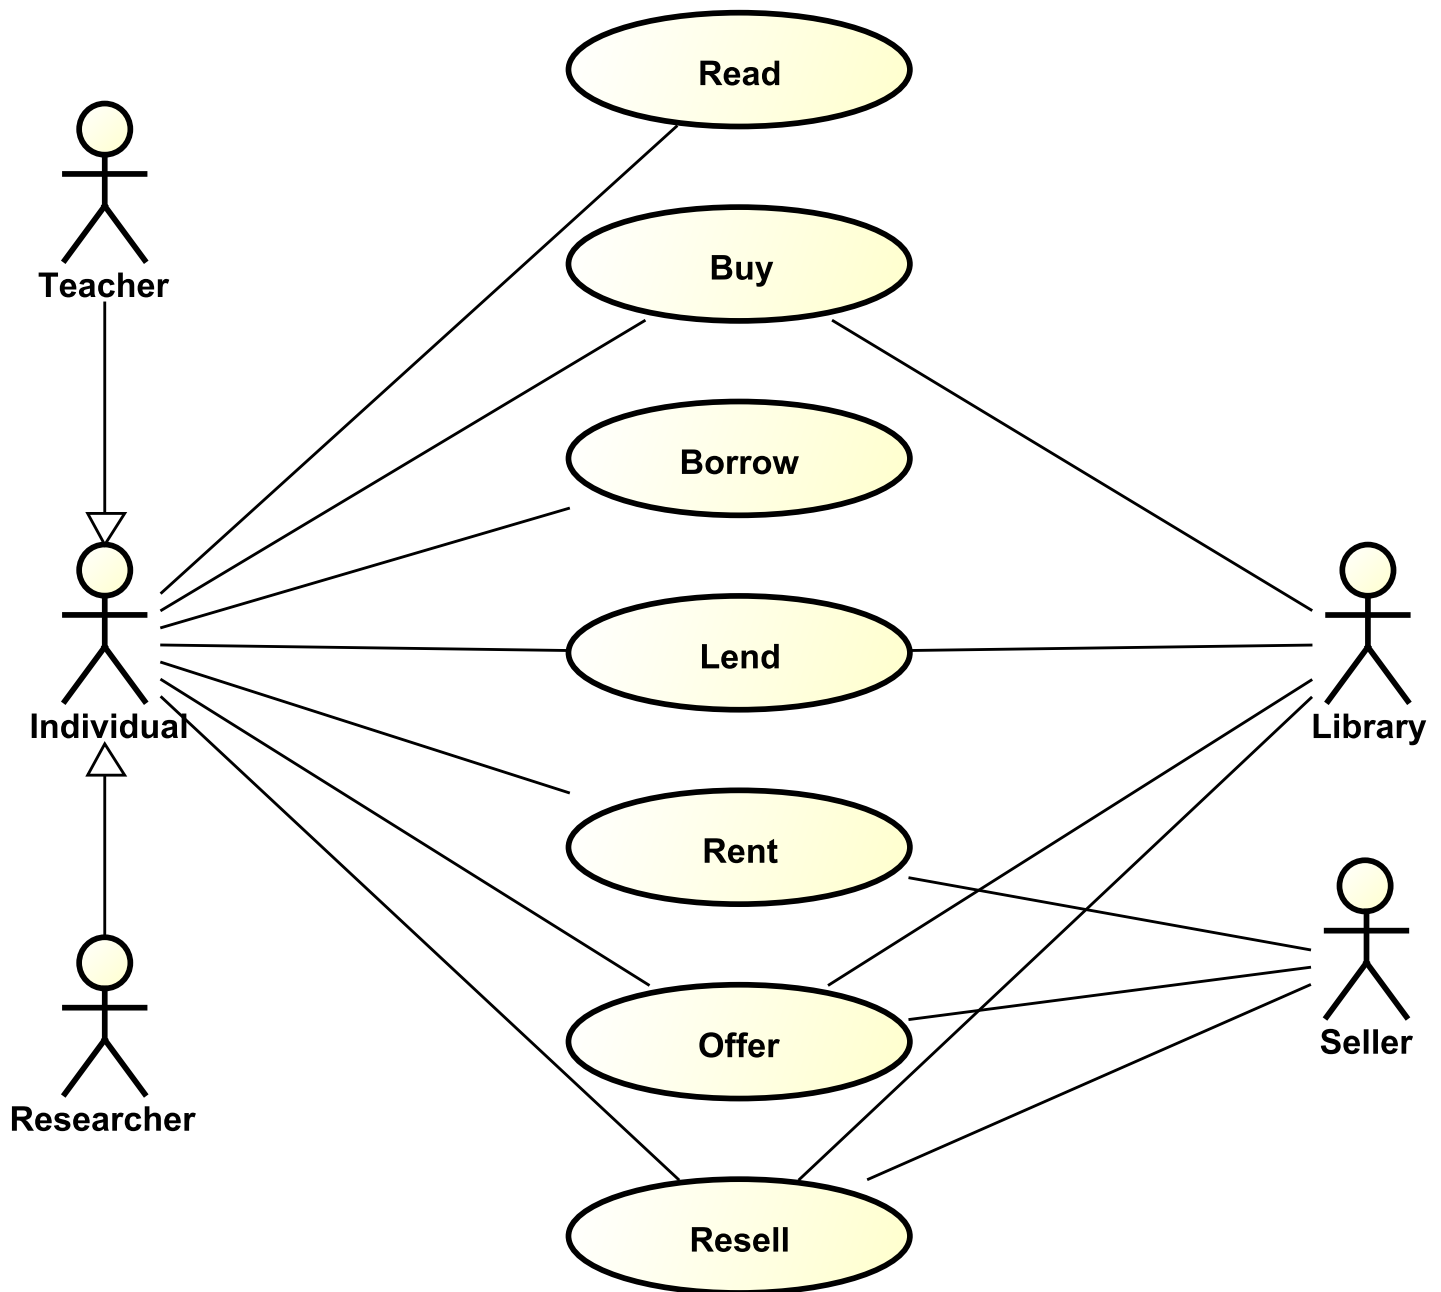 Read
Teacher
Buy
Borrow
Lend
Individual
Library
Rent
Offer
Seller
Researcher
Resell